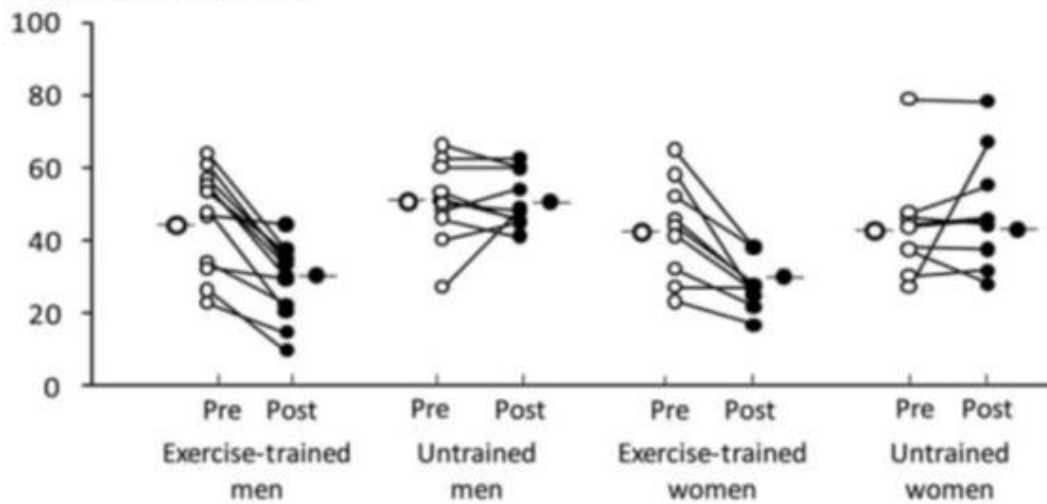 100
80
60
40
20
0
Pre Post Pre Post Pre Post Pre Post
Exercise-trained Untrained Exercise-trained Untrained
men men women women